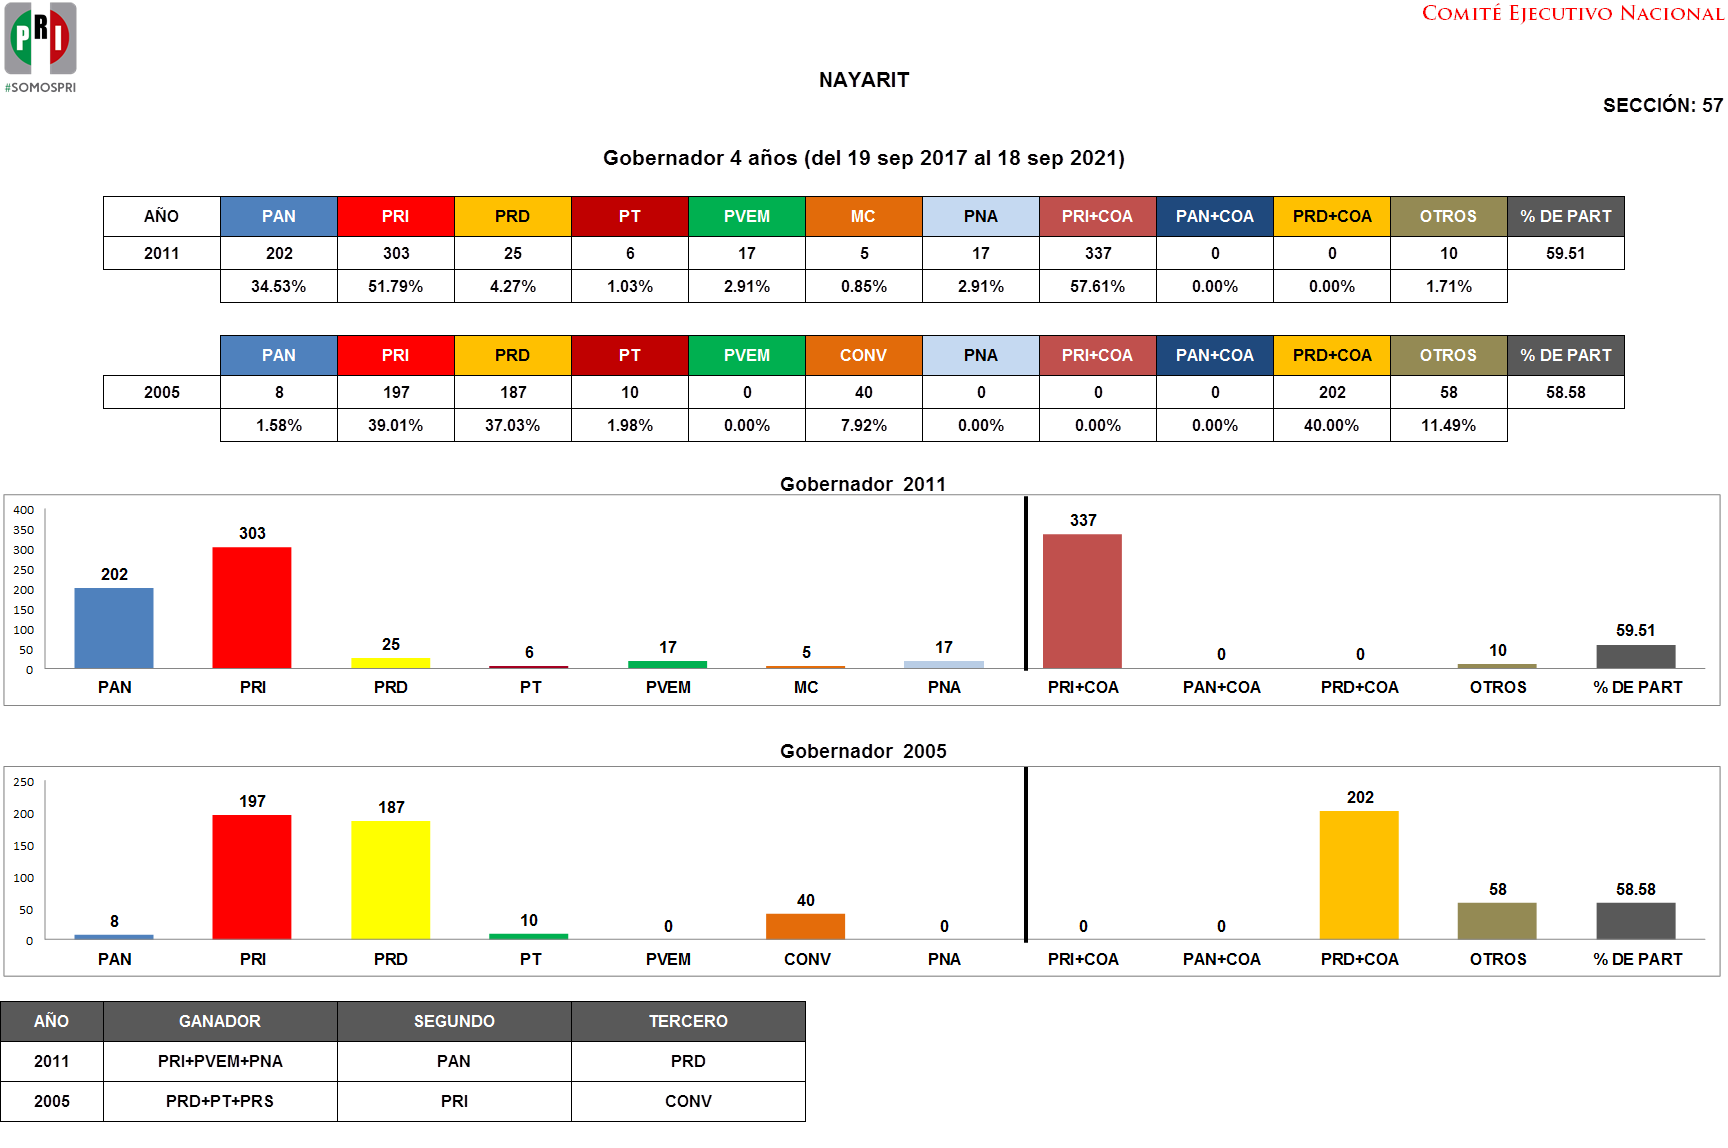 PRI
#SOMOSPRI
COMITÉ EJECUTIVO NACIONAL
NAYARIT
SECCIÓN: 57
Gobernador 4 años (del 19 sep 2017 al 18 sep 2021)
AÑO PAN PRI PRD PT PVEM MC PNA PRI+COA PAN+COA PRD+COA OTROS % DE PART
2011 202 303 25 6 17 5 17 337 0 0 10 59.51
34.53% 51.79% 4.27% 1.03% 2.91% 0.85% 2.91% 57.61% 0.00% 0.00% 1.71%
PAN PRI PRD PT PVEM CONV PNA PRI+COA PAN+COA PRD+COA OTROS % DE PART
2005 8 197 187 10 0 40 0 0 0 202 58 58.58
1.58% 39.01% 37.03% 1.98% 0.00% 7.92% 0.00% 0.00% 0.00% 40.00% 11.49%
Gobernador 2011
400
350
300
250
200
150
100
50
0
202 303 25 6 17 5 17 337 0 0 10 59.51
PAN PRI PRD PT PVEM MC PNA PRI+COA PAN+COA PRD+COA OTROS % DE PART
Gobernador 2005
250
200
150
100
50
0
8 197 187 10 0 40 0 0 0 202 58 58.58
PAN PRI PRD PT PVEM CONV PNA PRI+COA PAN+COA PRD+COA OTROS % DE PART
AÑO GANADOR SEGUNDO TERCERO
2011 PRI+PVEM+PNA PAN PRD
2005 PRD+PT+PRS PRI CONV